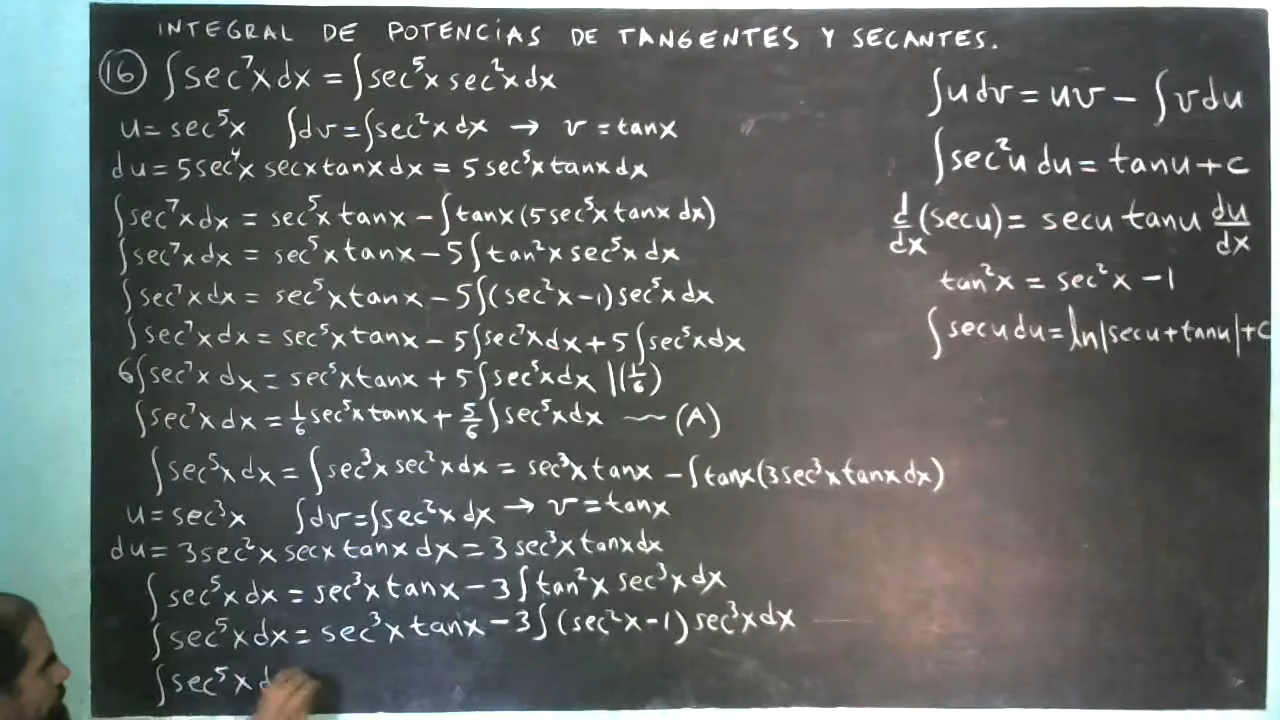 INTEGRAL DE POTENCIAS DE TANGENTES Y SECANTES.
(16) ∫sec⁷x dx = ∫sec⁵x sec²x dx
u = sec⁵x ∫dv = ∫sec²x dx → v = tanx
du = 5sec⁴x secx tanx dx = 5 sec⁵x tanx dx
∫sec⁷x dx = sec⁵x tanx − ∫tanx(5 sec⁵x tanx dx)
∫sec⁷x dx = sec⁵x tanx − 5∫tan²x sec⁵x dx
∫sec⁷x dx = sec⁵x tanx − 5∫(sec²x−1)sec⁵x dx
∫sec⁷x dx = sec⁵x tanx − 5∫sec⁷x dx + 5∫sec⁵x dx
6∫sec⁷x dx = sec⁵x tanx + 5∫sec⁵x dx |(1/6)
∫sec⁷x dx = 1/6 sec⁵x tanx + 5/6 ∫sec⁵x dx — (A)
∫sec⁵x dx = ∫sec³x sec²x dx = sec³x tanx − ∫tanx(3sec³x tanx dx)
u = sec³x ∫dv = ∫sec²x dx → v = tanx
du = 3sec²x secx tanx dx = 3 sec³x tanx dx
∫sec⁵x dx = sec³x tanx − 3∫tan²x sec³x dx
∫sec⁵x dx = sec³x tanx − 3∫(sec²x−1) sec³x dx
∫sec⁵x d
∫u dv = uv − ∫v du
∫sec²u du = tanu + c
d/dx (secu) = secu tanu du/dx
tan²x = sec²x − 1
∫secu du = ln|secu + tanu| + c